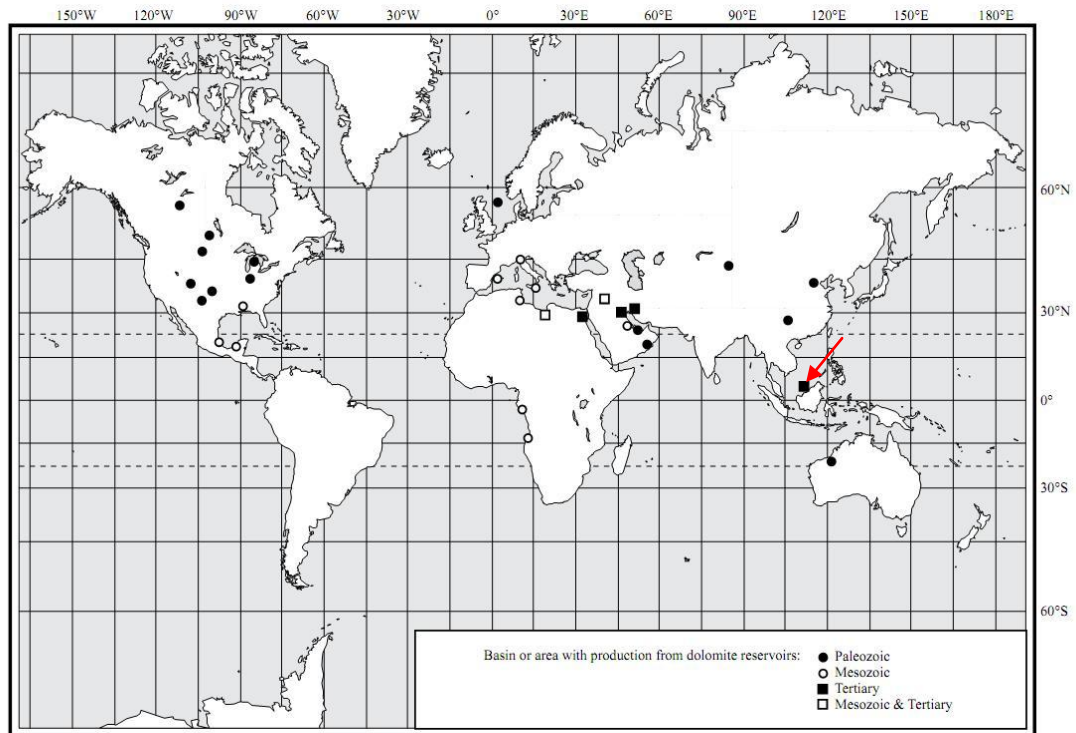 150°W 120°W 90°W 60°W 30°W 0° 30°E 60°E 90°E 120°E 150°E 180°E
60°N
30°N
0°
30°S
60°S
Basin or area with production from dolomite reservoirs:
Paleozoic
Mesozoic
Tertiary
Mesozoic & Tertiary